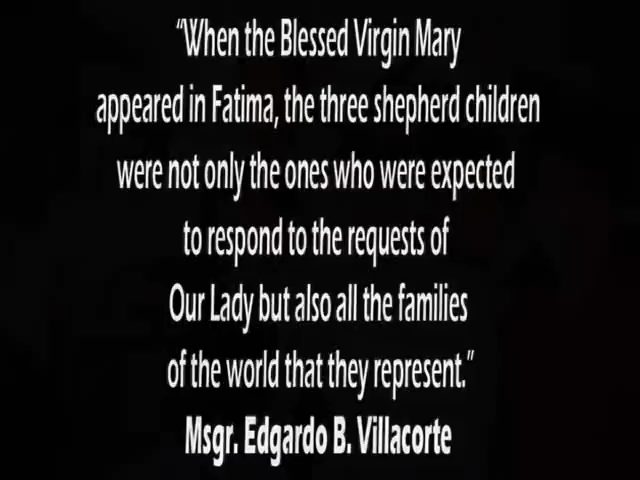 “When the Blessed Virgin Mary
appeared in Fatima, the three shepherd children
were not only the ones who were expected
to respond to the requests of
Our Lady but also all the families
of the world that they represent.”
Msgr. Edgardo B. Villacorte